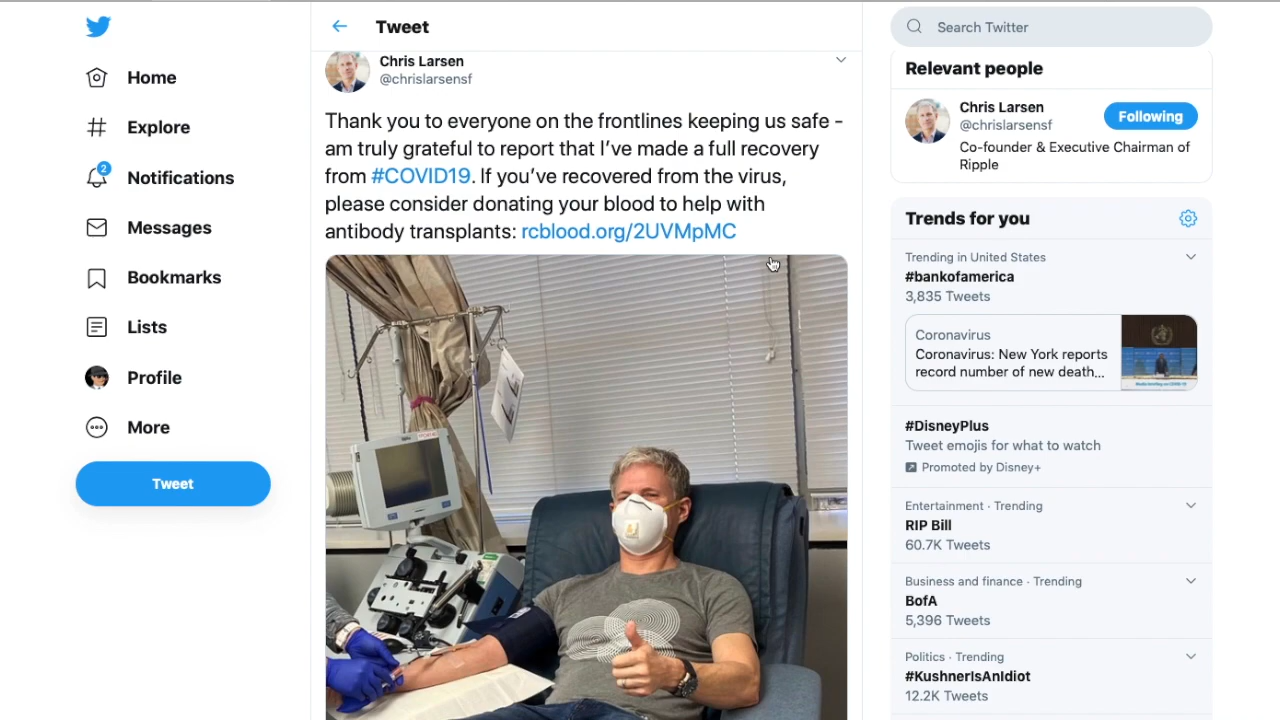 Home
Explore
2
Notifications
Messages
Bookmarks
Lists
Profile
More
Tweet
Tweet
Chris Larsen
@chrislarsensf
Thank you to everyone on the frontlines keeping us safe -
am truly grateful to report that I’ve made a full recovery
from #COVID19. If you’ve recovered from the virus,
please consider donating your blood to help with
antibody transplants: rcblood.org/2UVMpMC
Search Twitter
Relevant people
Chris Larsen
@chrislarsensf
Following
Co-founder & Executive Chairman of
Ripple
Trends for you
Trending in United States
#bankofamerica
3,835 Tweets
Coronavirus
Coronavirus: New York reports
record number of new death...
#DisneyPlus
Tweet emojis for what to watch
Promoted by Disney+
Entertainment · Trending
RIP Bill
60.7K Tweets
Business and finance · Trending
BofA
5,396 Tweets
Politics · Trending
#KushnerIsAnIdiot
12.2K Tweets